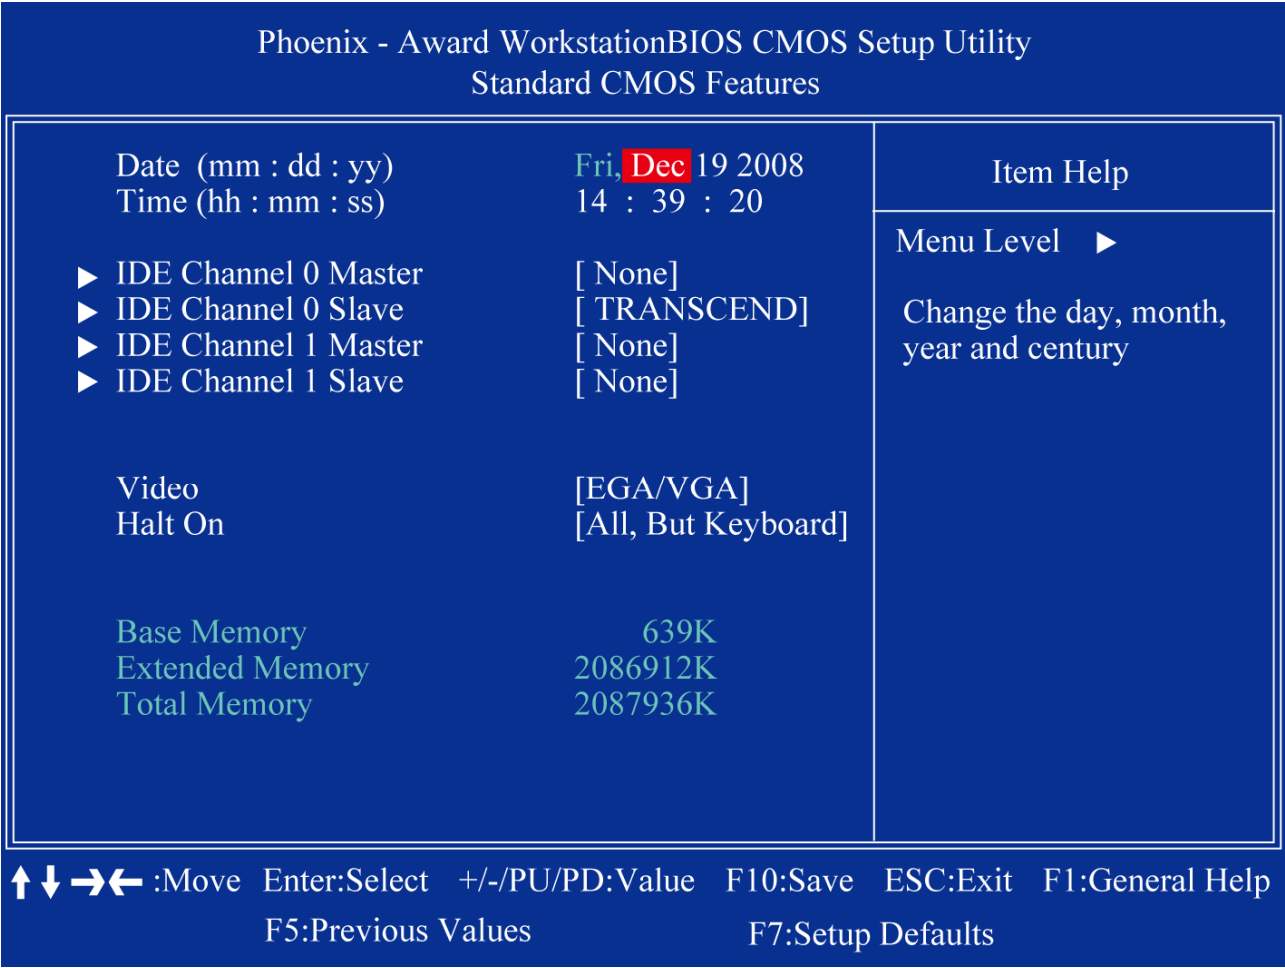 Phoenix - Award WorkstationBIOS CMOS Setup Utility
Standard CMOS Features
Date (mm : dd : yy) Fri, Dec 19 2008
Time (hh : mm : ss) 14 : 39 : 20
IDE Channel 0 Master [ None]
IDE Channel 0 Slave [ TRANSCEND]
IDE Channel 1 Master [ None]
IDE Channel 1 Slave [ None]
Video [EGA/VGA]
Halt On [All, But Keyboard]
Base Memory 639K
Extended Memory 2086912K
Total Memory 2087936K
Item Help
Menu Level ▶
Change the day, month,
year and century
↑ ↓ → ← :Move Enter:Select +/-/PU/PD:Value F10:Save ESC:Exit F1:General Help
F5:Previous Values F7:Setup Defaults